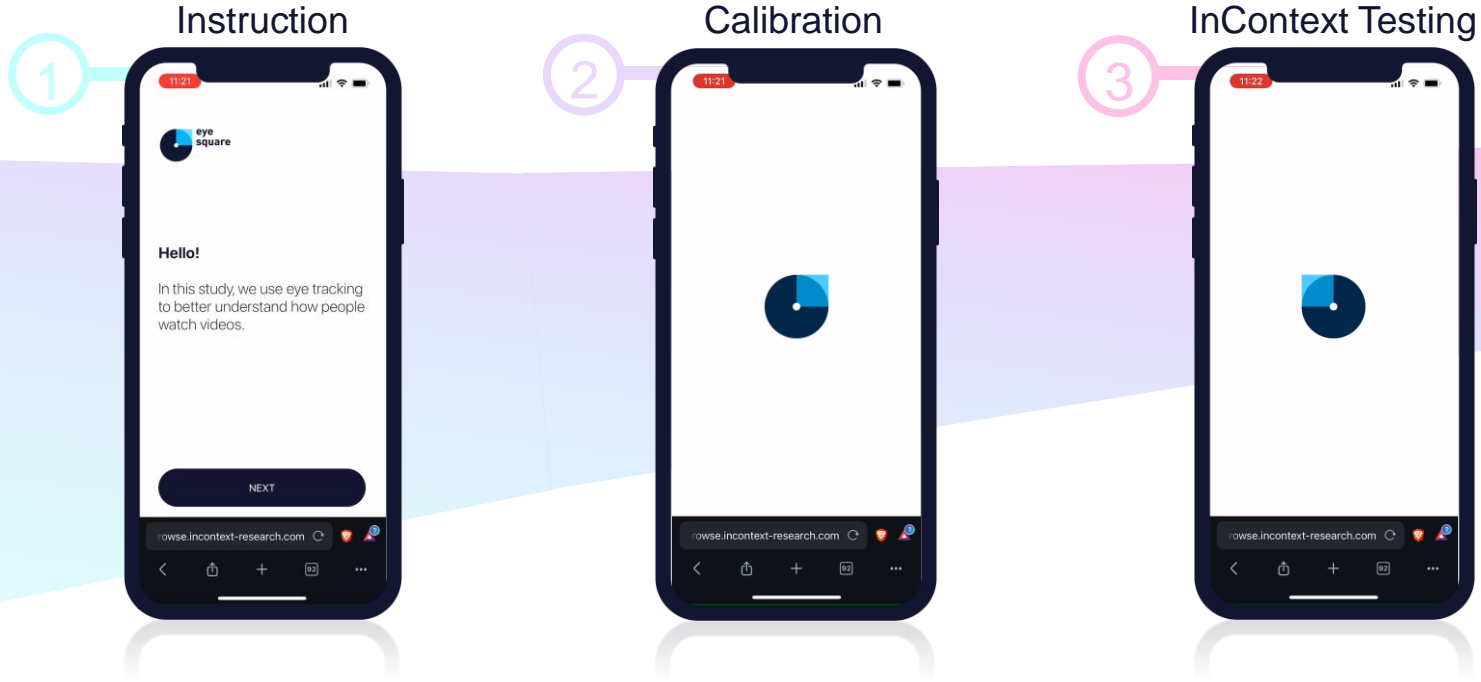 Instruction
1
11:21
eye
square
Hello!
In this study, we use eye tracking
to better understand how people
watch videos.
NEXT
rowse.incontext-research.com
92
Calibration
2
11:21
rowse.incontext-research.com
92
InContext Testing
3
11:22
rowse.incontext-research.com
92